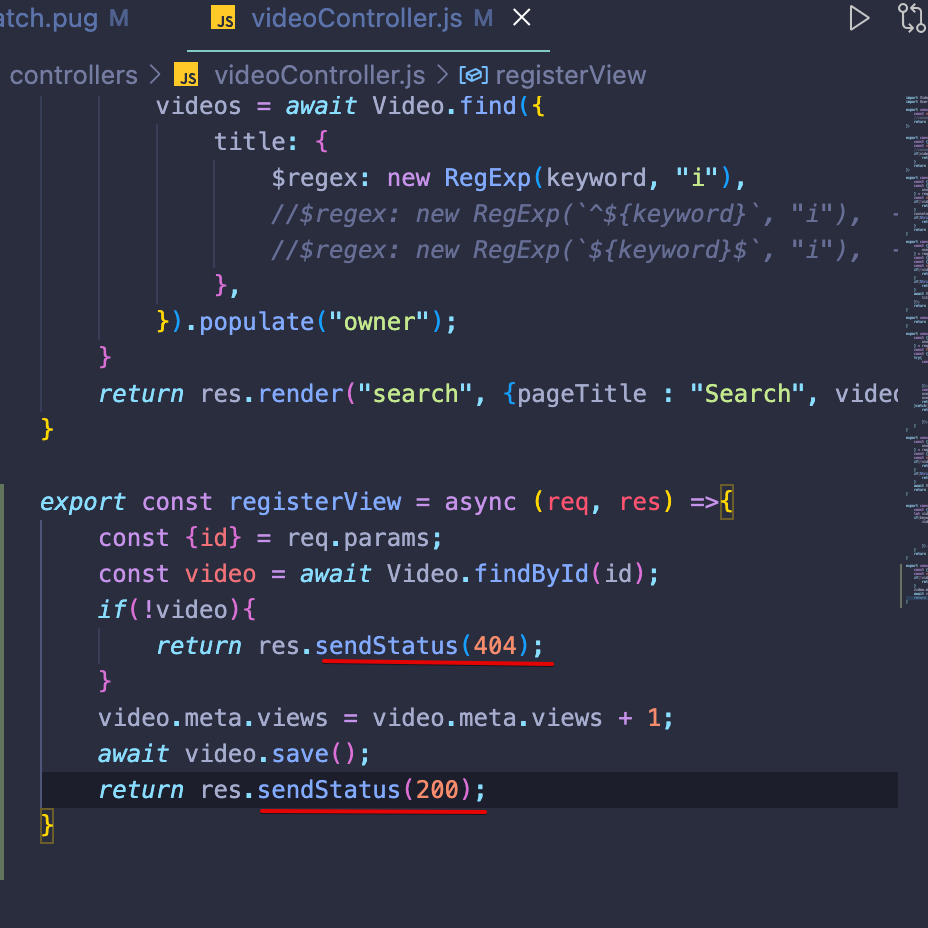 atch.pug M JS videoController.js M
controllers > JS videoController.js > registerView
videos = await Video.find({
title: {
$regex: new RegExp(keyword, "i"),
//$regex: new RegExp(`^${keyword}`, "i"),
//$regex: new RegExp(`${keyword}$`, "i"),
},
}).populate("owner");
}
return res.render("search", {pageTitle : "Search", video
}
export const registerView = async (req, res) =>{
const {id} = req.params;
const video = await Video.findById(id);
if(!video){
return res.sendStatus(404);
}
video.meta.views = video.meta.views + 1;
await video.save();
return res.sendStatus(200);
}